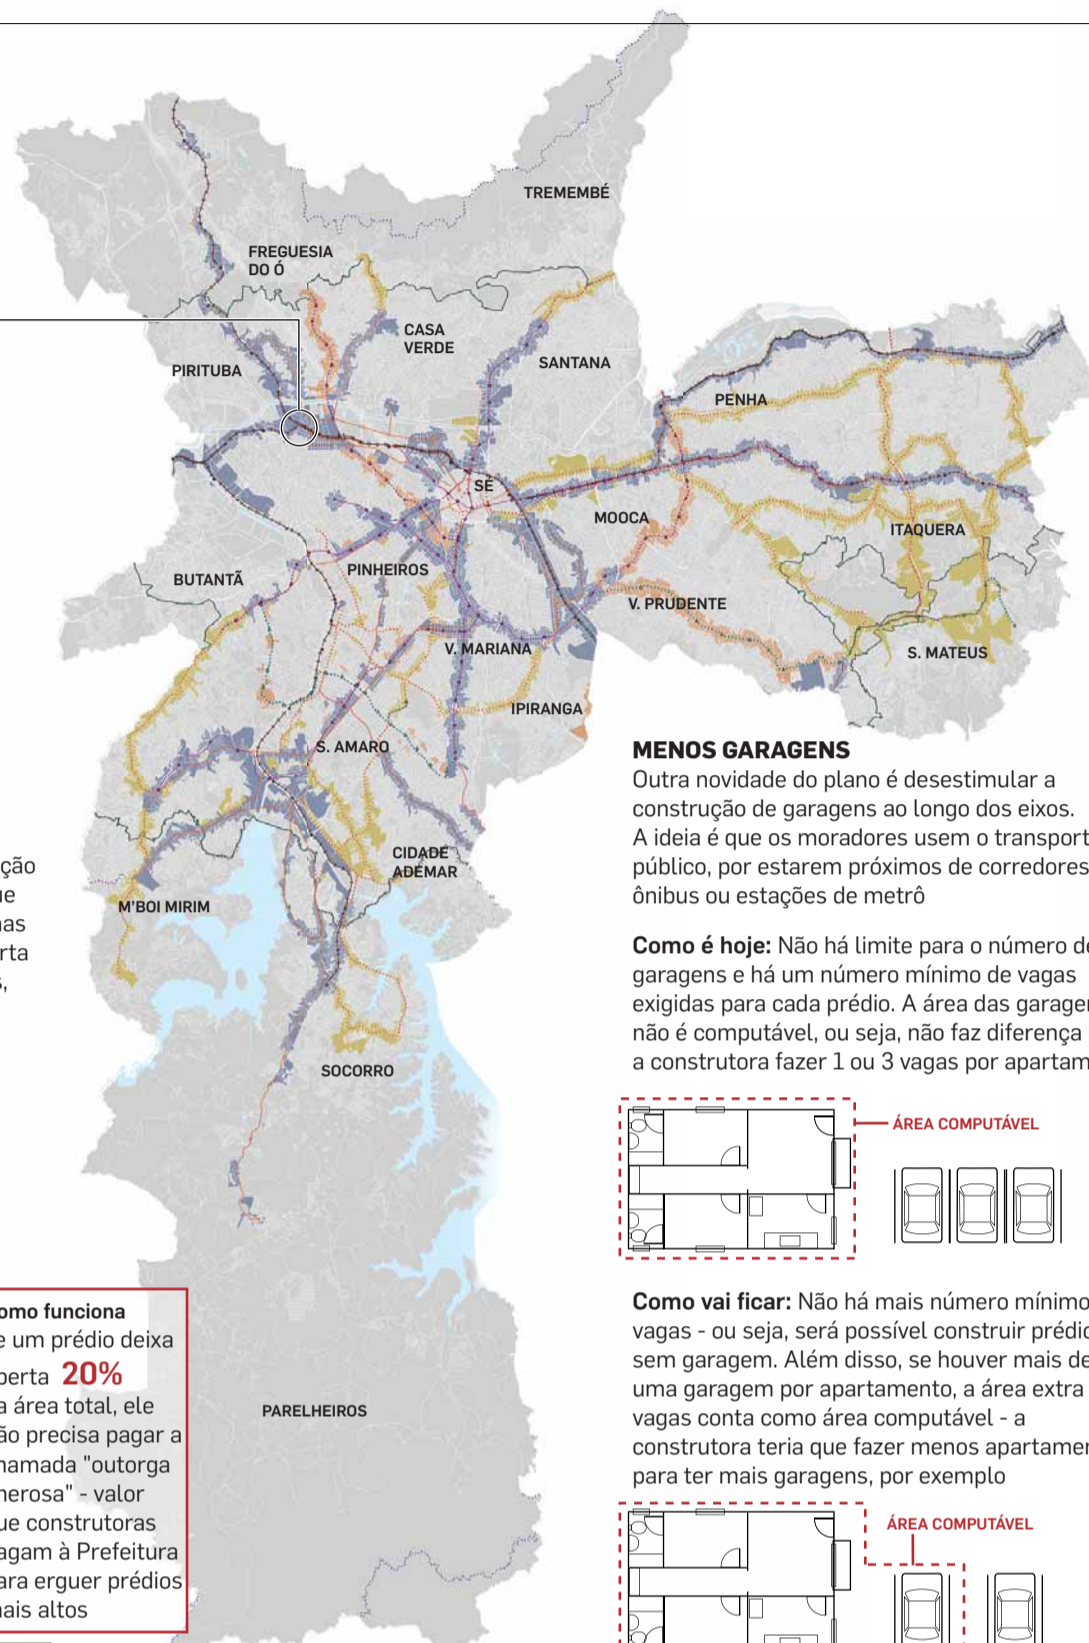 TREMEMBÉ
FREGUESIA
DO Ó
CASA
VERDE
PIRITUBA
SANTANA
PENHA
SÉ
MOOCA
ITAQUERA
BUTANTÃ
PINHEIROS
V. PRUDENTE
V. MARIANA
S. MATEUS
IPIRANGA
S. AMARO
CIDADE
ADEMAR
M'BOI MIRIM
SOCORRO
PARELHEIROS
ção
ue
nas
rta
s,
omo funciona
e um prédio deixa
berta 20%
a área total, ele
ão precisa pagar a
hamada "outorga
nerosa" - valor
ue construtoras
agam à Prefeitura
ara erguer prédios
nais altos
MENOS GARAGENS
Outra novidade do plano é desestimular a
construção de garagens ao longo dos eixos.
A ideia é que os moradores usem o transport
público, por estarem próximos de corredores
ônibus ou estações de metrô
Como é hoje: Não há limite para o número de
garagens e há um número mínimo de vagas
exigidas para cada prédio. A área das garagen
não é computável, ou seja, não faz diferença
a construtora fazer 1 ou 3 vagas por apartam
ÁREA COMPUTÁVEL
Como vai ficar: Não há mais número mínimo
vagas - ou seja, será possível construir prédio
sem garagem. Além disso, se houver mais de
uma garagem por apartamento, a área extra
vagas conta como área computável - a
construtora teria que fazer menos apartamen
para ter mais garagens, por exemplo
ÁREA COMPUTÁVEL